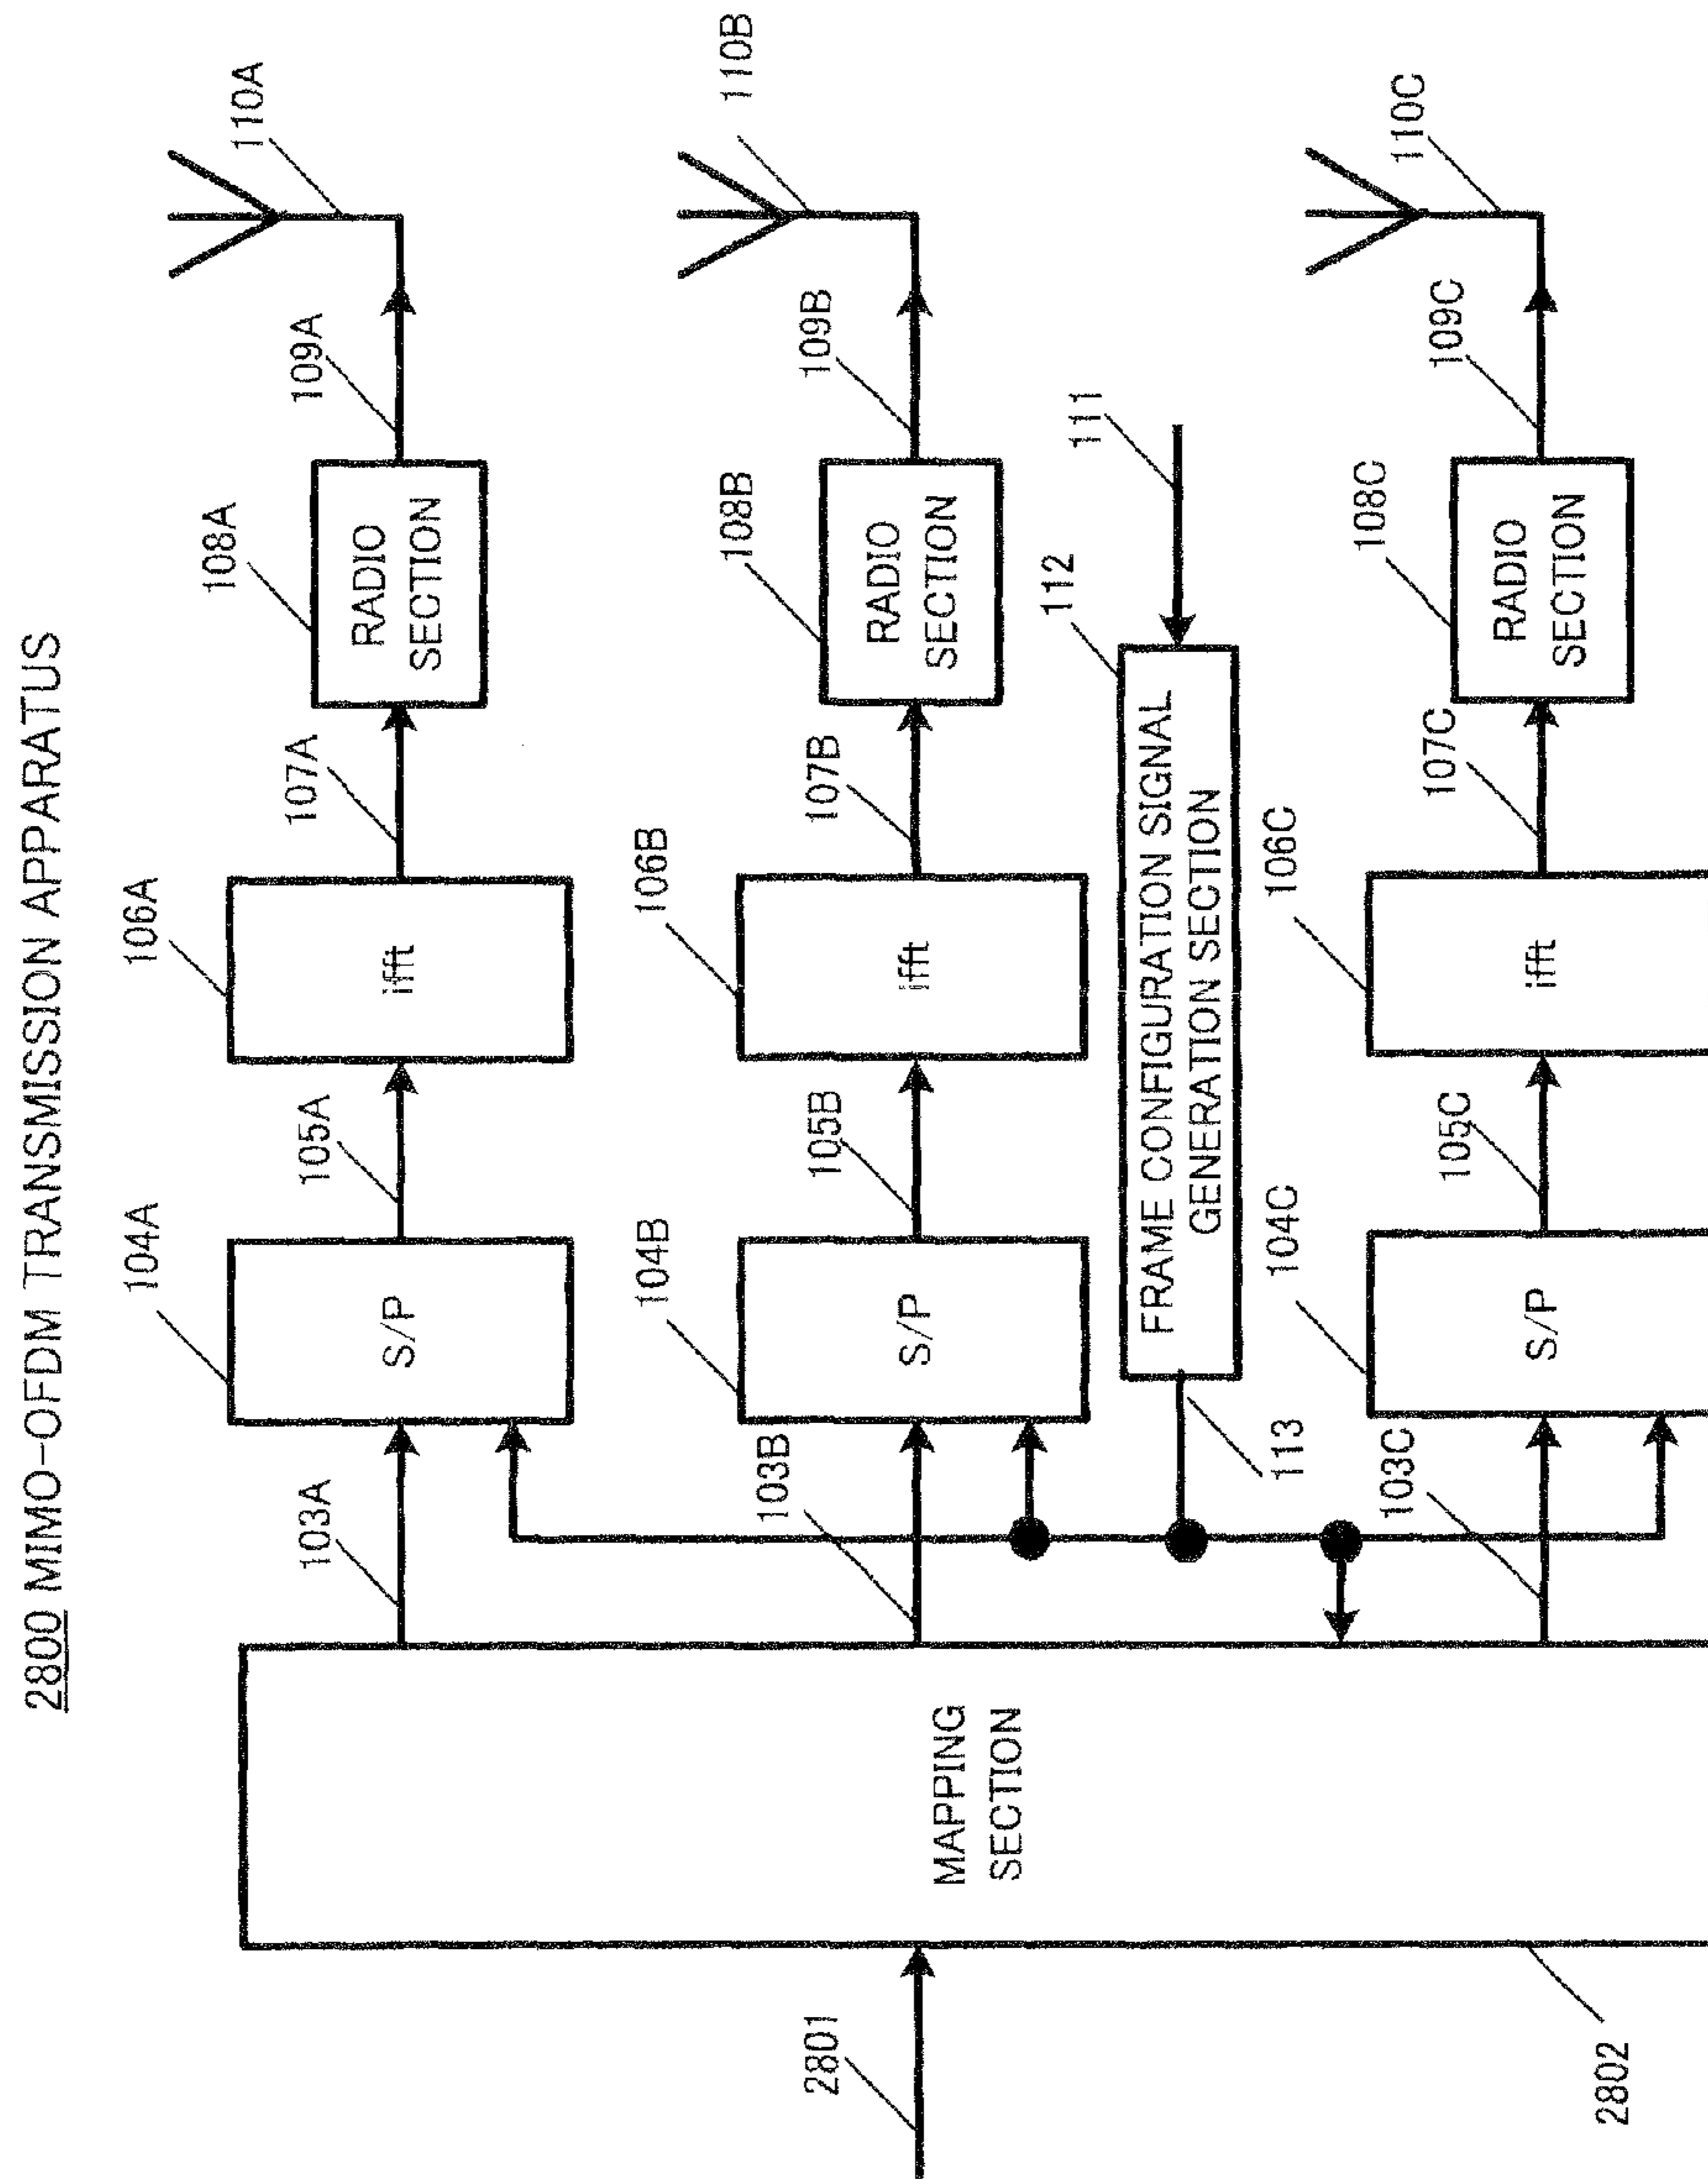 2800 MIMO-OFDM TRANSMISSION APPARATUS
110A
109A
108A
RADIO
SECTION
107A
106A
ifft
105A
104A
S/P
103A
110B
109B
108B
RADIO
SECTION
107B
106B
ifft
105B
104B
S/P
103B
111
112
FRAME CONFIGURATION SIGNAL
GENERATION SECTION
113
110C
109C
108C
RADIO
SECTION
107C
106C
ifft
105C
104C
S/P
103C
MAPPING
SECTION
2801
2802